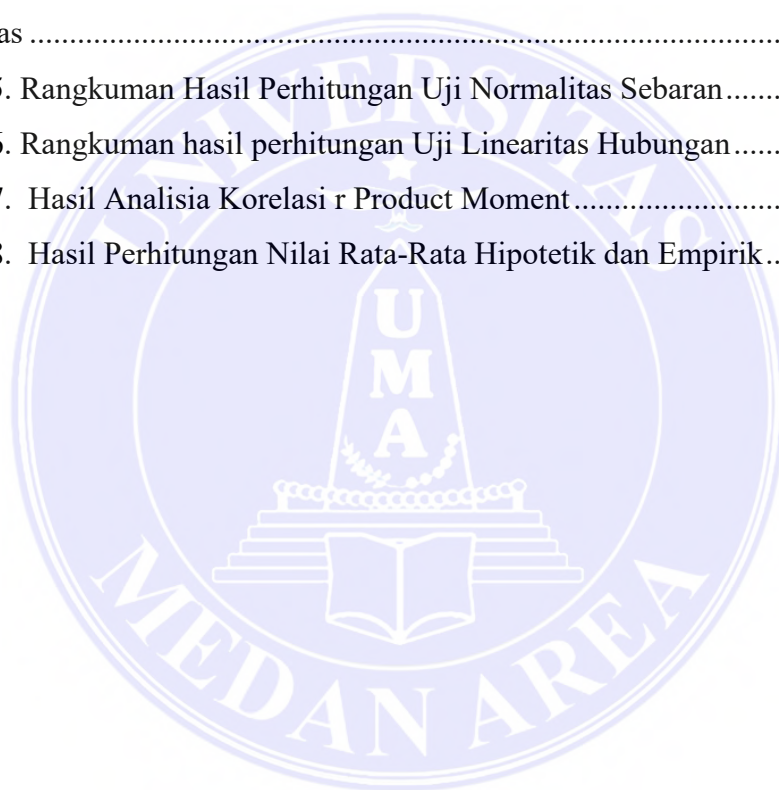 as ........................................................................................
5. Rangkuman Hasil Perhitungan Uji Normalitas Sebaran.......
6. Rangkuman hasil perhitungan Uji Linearitas Hubungan......
7. Hasil Analisia Korelasi r Product Moment............................
8. Hasil Perhitungan Nilai Rata-Rata Hipotetik dan Empirik..
UNIVERSITAS
UMA
MEDAN AREA